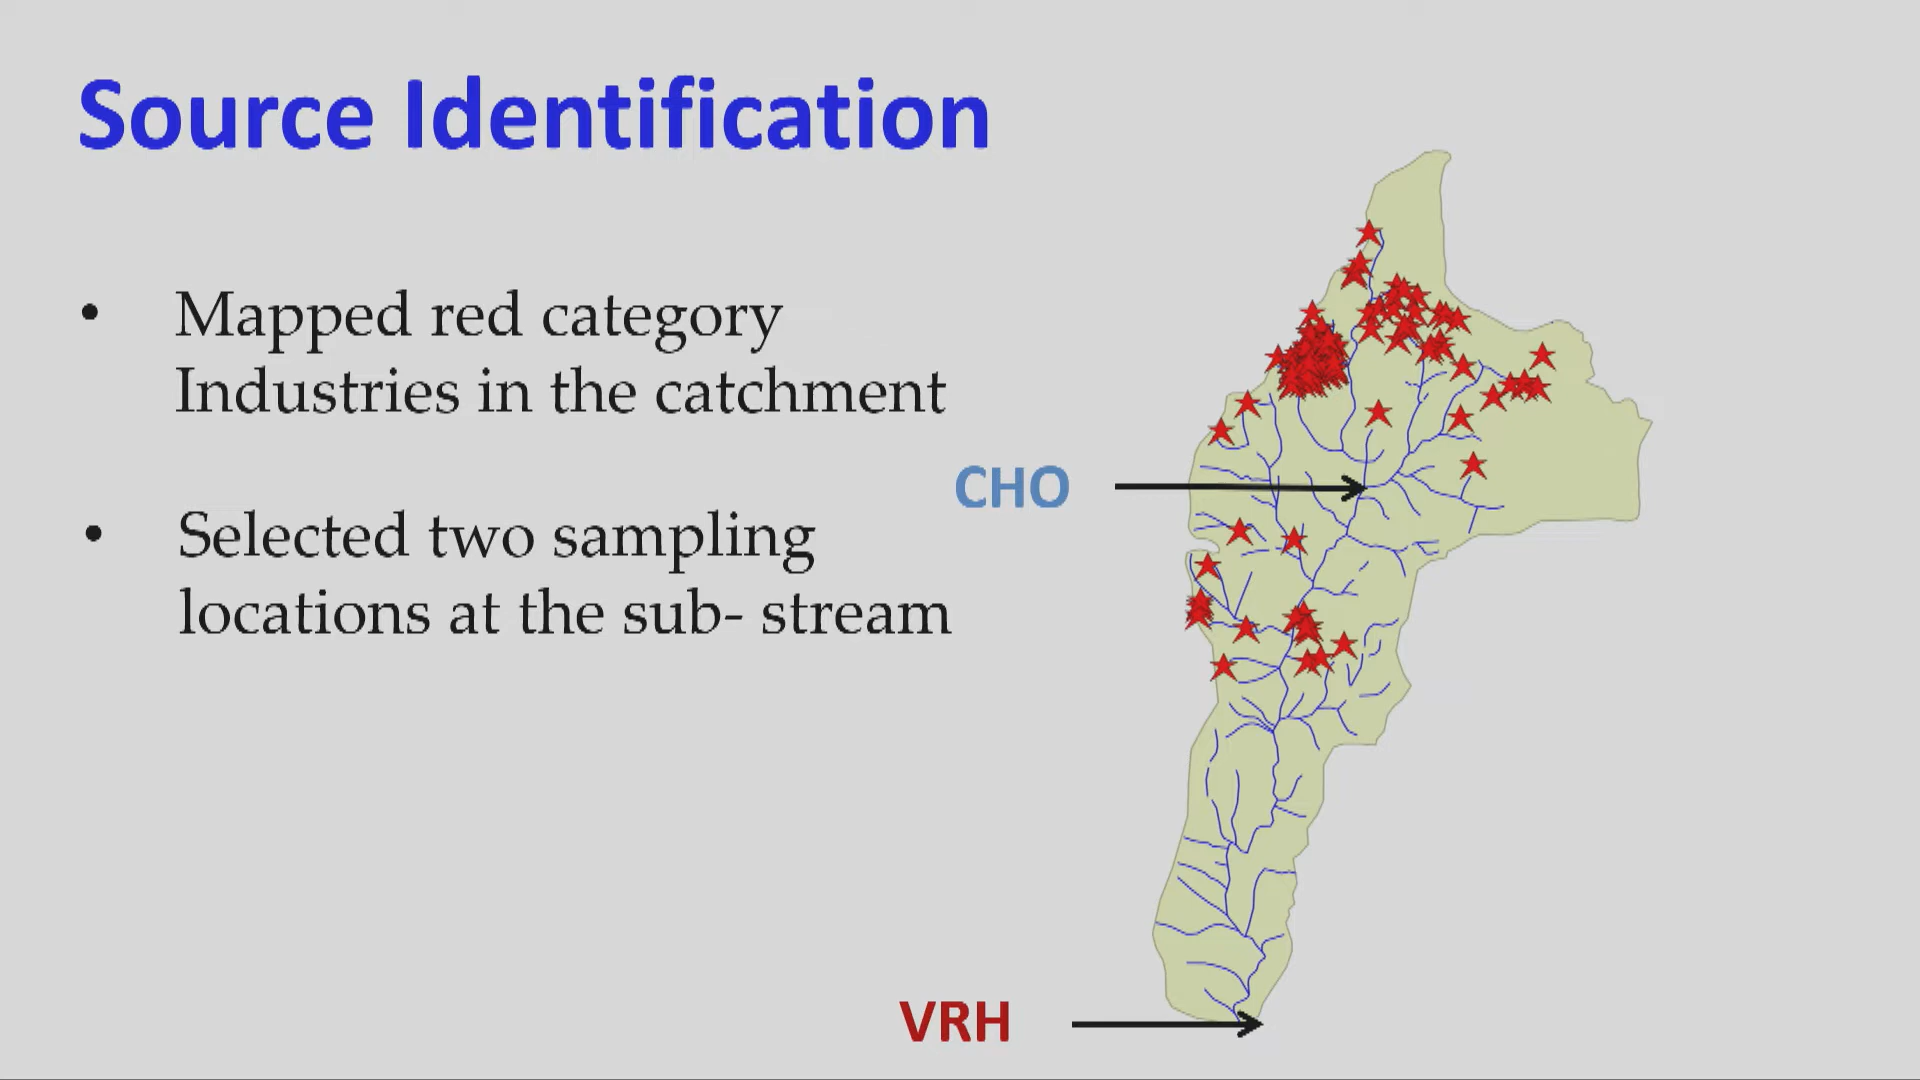 Source Identification
• Mapped red category
Industries in the catchment
CHO
• Selected two sampling
locations at the sub- stream
VRH